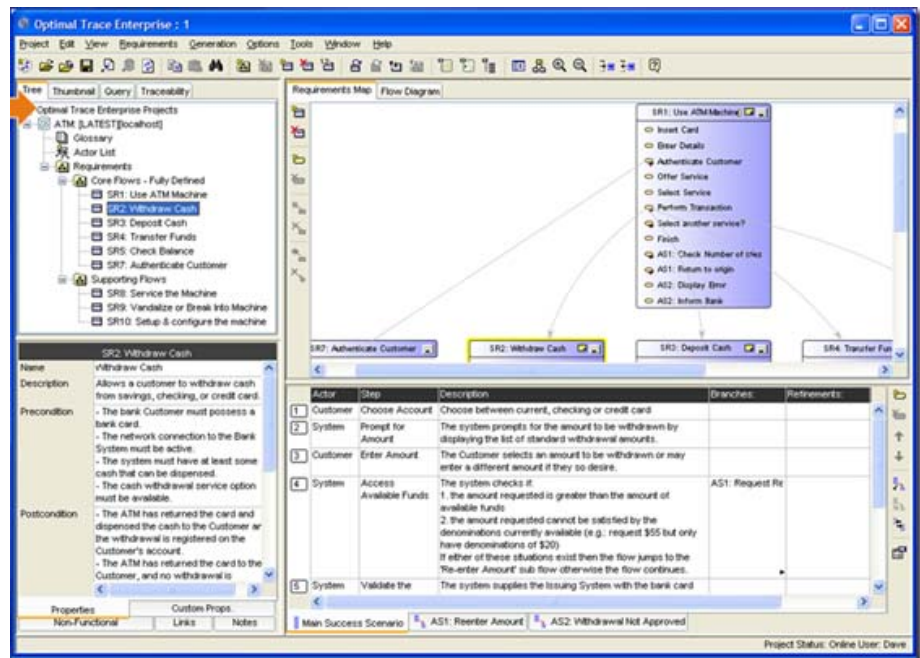 Optimal Trace Enterprise : 1
Project Edit View Requirements Generation Options Tools Window Help
Tree Thumbnail Query Traceability
Optimal Trace Enterprise Projects
ATM [LATEST][localhost]
Glossary
Actor List
Requirements
Core Flows - Fully Defined
SR1: Use ATM Machine
SR2: Withdraw Cash
SR3: Deposit Cash
SR4: Transfer Funds
SR5: Check Balance
SR7: Authenticate Customer
Supporting Flows
SR8: Service the Machine
SR9: Vandalize or Break Into Machine
SR10: Setup & configure the machine
Requirements Map Flow Diagram
SR1: Use ATM Machine
Insert Card
Enter Details
Authenticate Customer
Offer Service
Select Service
Perform Transaction
Select another service?
Finish
AS1: Check Number of tries
AS1: Return to origin
AS2: Display Error
AS2: Inform Bank
SR7: Authenticate Customer
SR2: Withdraw Cash
SR3: Deposit Cash
SR4: Transfer Fun
SR2: Withdraw Cash
Name Withdraw Cash
Description Allows a customer to withdraw cash
from savings, checking, or credit card.
Precondition - The bank Customer must possess a
bank card.
- The network connection to the Bank
System must be active.
- The system must have at least some
cash that can be dispensed.
- The cash withdrawal service option
must be available.
Postcondition - The ATM has returned the card and
dispensed the cash to the Customer ar
the withdrawal is registered on the
Customer's account.
- The ATM has returned the card to the
Customer, and no withdrawal is
Properties Custom Props.
Non-Functional Links Notes
Actor Step Description Branches: Refinements:
1 Customer Choose Account Choose between current, checking or credit card
2 System Prompt for Amount The system prompts for the amount to be withdrawn by
displaying the list of standard withdrawal amounts.
3 Customer Enter Amount The Customer selects an amount to be withdrawn or may
enter a different amount if they so desire.
4 System Access Available Funds The system checks if: AS1: Request Re
1. the amount requested is greater than the amount of
available funds
2. the amount requested cannot be satisfied by the
denominations currently available (e.g.: request $55 but only
have denominations of $20)
If either of these situations exist then the flow jumps to the
'Re-enter Amount' sub flow otherwise the flow continues.
5 System Validate the The system supplies the Issuing System with the bank card
Main Success Scenario AS1: Reenter Amount AS2: Withdrawal Not Approved
Project Status: Online User: Dave